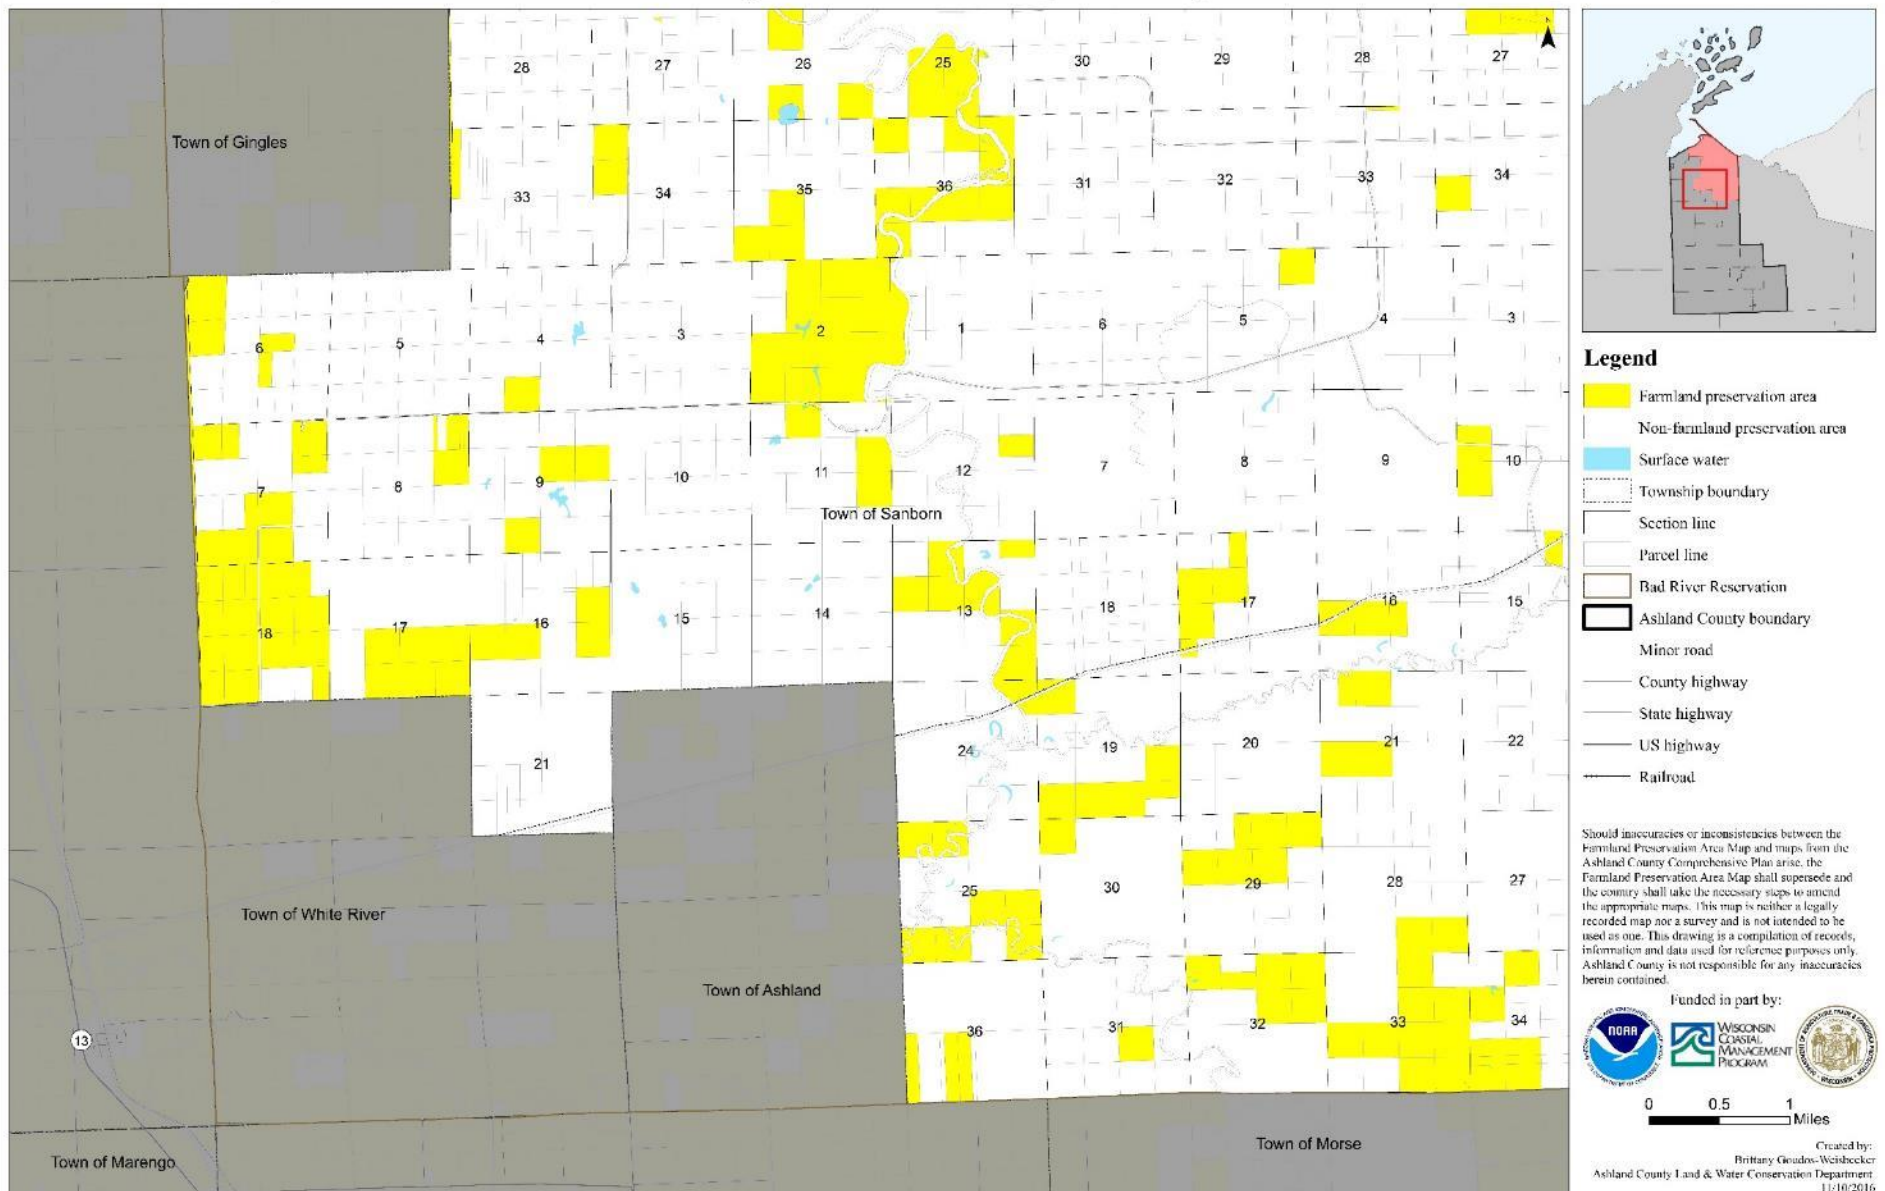 28
27
26
25
30
29
28
27
Town of Gingles
33
34
35
36
31
32
33
34
6
5
4
3
2
1
6
5
4
3
7
8
9
10
11
12
7
8
9
10
Town of Sanborn
18
17
16
15
14
13
18
17
16
15
21
24
19
20
21
22
Town of White River
25
30
29
28
27
Town of Ashland
36
31
32
33
34
13
Town of Marengo
Town of Morse
Legend
Farmland preservation area
Non-farmland preservation area
Surface water
Township boundary
Section line
Parcel line
Bad River Reservation
Ashland County boundary
Minor road
County highway
State highway
US highway
Railroad
Should inaccuracies or inconsistencies between the
Farmland Preservation Area Map and maps from the
Ashland County Comprehensive Plan arise, the
Farmland Preservation Area Map shall supersede and
the country shall take the necessary steps to amend
the appropriate maps. This map is neither a legally
recorded map nor a survey and is not intended to be
used as one. This drawing is a compilation of records,
information and data used for reference purposes only.
Ashland County is not responsible for any inaccuracies
herein contained.
Funded in part by:
NOAA
WISCONSIN
COASTAL
MANAGEMENT
PROGRAM
0 0.5 1
Miles
Created by:
Brittany Goudos-Weisbecker
Ashland County Land & Water Conservation Department
11/10/2016